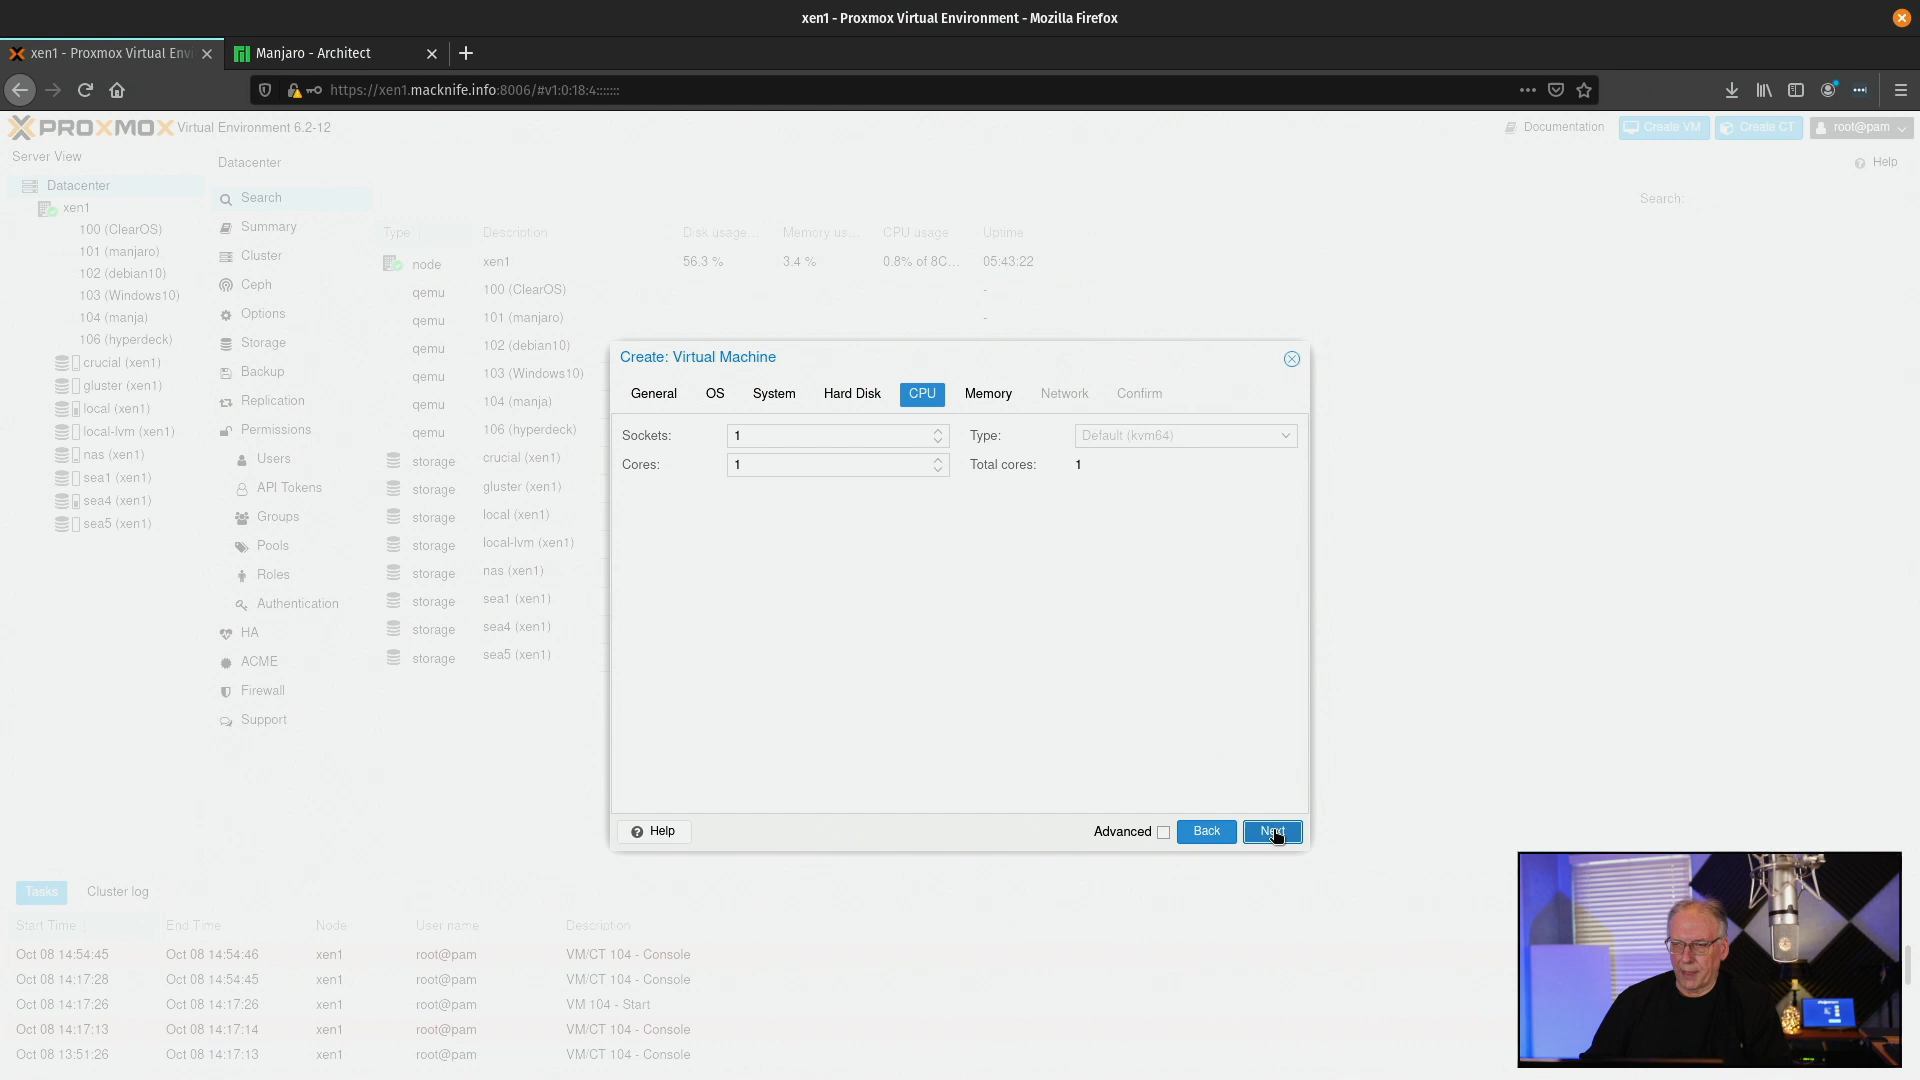 xen1 - Proxmox Virtual Environment - Mozilla Firefox
xen1 - Proxmox Virtual Envi
Manjaro - Architect
https://xen1.macknife.info:8006/#v1:0:18:4:::::::
PROXMOX Virtual Environment 6.2-12
Documentation
Create VM
Create CT
root@pam
Server View
Datacenter
xen1
100 (ClearOS)
101 (manjaro)
102 (debian10)
103 (Windows10)
104 (manja)
106 (hyperdeck)
crucial (xen1)
gluster (xen1)
local (xen1)
local-lvm (xen1)
nas (xen1)
sea1 (xen1)
sea4 (xen1)
sea5 (xen1)
Datacenter
Help
Search
Summary
Cluster
Ceph
Options
Storage
Backup
Replication
Permissions
Users
API Tokens
Groups
Pools
Roles
Authentication
HA
ACME
Firewall
Support
Search:
Type Description Disk usage... Memory us... CPU usage Uptime
node xen1 56.3 % 3.4 % 0.8% of 8C... 05:43:22
qemu 100 (ClearOS) -
qemu 101 (manjaro) -
qemu 102 (debian10)
qemu 103 (Windows10)
qemu 104 (manja)
qemu 106 (hyperdeck)
storage crucial (xen1)
storage gluster (xen1)
storage local (xen1)
storage local-lvm (xen1)
storage nas (xen1)
storage sea1 (xen1)
storage sea4 (xen1)
storage sea5 (xen1)
Create: Virtual Machine
General OS System Hard Disk CPU Memory Network Confirm
Sockets: 1 Type: Default (kvm64)
Cores: 1 Total cores: 1
Help
Advanced
Back
Next
Tasks
Cluster log
Start Time End Time Node User name Description
Oct 08 14:54:45 Oct 08 14:54:46 xen1 root@pam VM/CT 104 - Console
Oct 08 14:17:28 Oct 08 14:54:45 xen1 root@pam VM/CT 104 - Console
Oct 08 14:17:26 Oct 08 14:17:26 xen1 root@pam VM 104 - Start
Oct 08 14:17:13 Oct 08 14:17:14 xen1 root@pam VM/CT 104 - Console
Oct 08 13:51:26 Oct 08 14:17:13 xen1 root@pam VM/CT 104 - Console